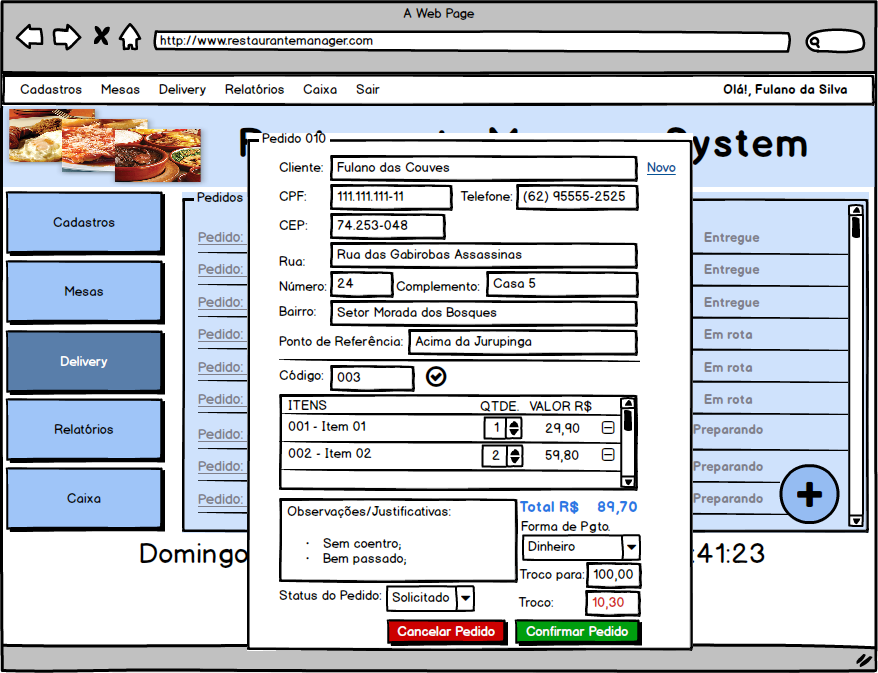 A Web Page
http://www.restaurantemanager.com
Cadastros Mesas Delivery Relatórios Caixa Sair Olá!, Fulano da Silva
ystem
Pedido 010
Cliente: Fulano das Couves Novo
CPF: 111.111.111-11 Telefone: (62) 95555-2525
CEP: 74.253-048
Rua: Rua das Gabirobas Assassinas
Número: 24 Complemento: Casa 5
Bairro: Setor Morada dos Bosques
Ponto de Referência: Acima da Jurupinga
Código: 003
ITENS QTDE. VALOR R$
001 - Item 01 1 29,90
002 - Item 02 2 59,80
Total R$ 89,70
Observações/Justificativas:
· Sem coentro;
· Bem passado;
Forma de Pgto.
Dinheiro
Troco para: 100,00
Status do Pedido: Solicitado
Troco: 10,30
Cancelar Pedido Confirmar Pedido
Cadastros
Mesas
Delivery
Relatórios
Caixa
Pedidos
Pedido: Entregue
Pedido: Entregue
Pedido: Entregue
Pedido: Em rota
Pedido: Em rota
Pedido: Em rota
Pedido: Preparando
Pedido: Preparando
Pedido: Preparando
Domingo :41:23